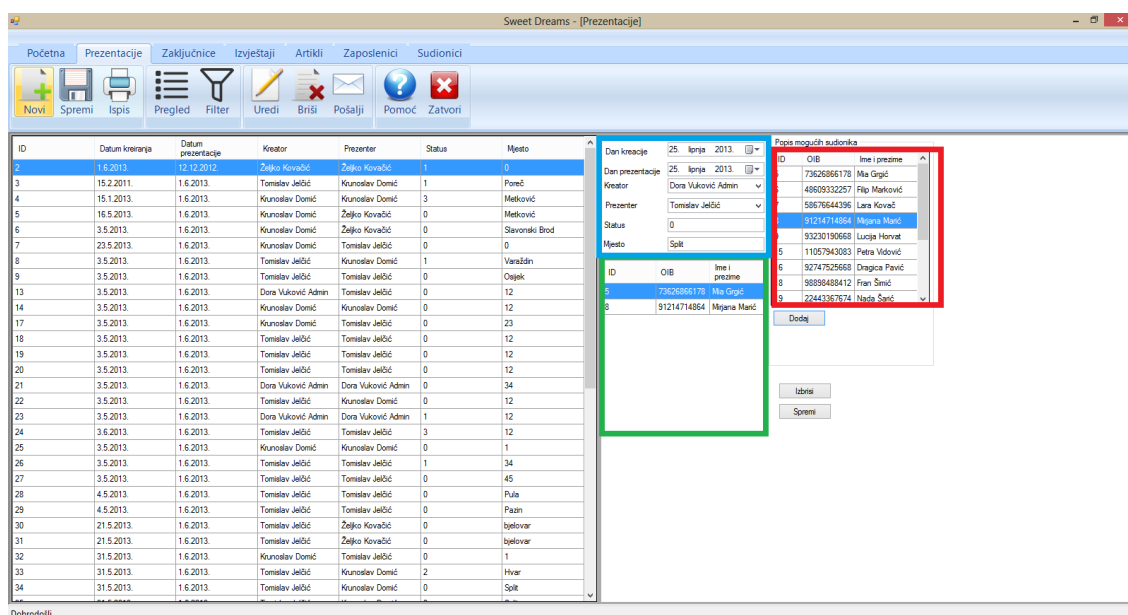 Sweet Dreams - [Prezentacije]
Početna Prezentacije Zaključnice Izvještaji Artikli Zaposlenici Sudionici
Novi Spremi Ispis Pregled Filter Uredi Briši Pošalji Pomoć Zatvori
ID Datum kreiranja Datum prezentacije Kreator Prezenter Status Mjesto
2 1.6.2013. 12.12.2012. Željko Kovačić Željko Kovačić 1 0
3 15.2.2011. 1.6.2013. Tomislav Jelčić Krunoslav Domić 1 Poreč
4 15.1.2013. 1.6.2013. Krunoslav Domić Krunoslav Domić 3 Metković
5 16.5.2013. 1.6.2013. Krunoslav Domić Željko Kovačić 0 Metković
6 3.5.2013. 1.6.2013. Krunoslav Domić Željko Kovačić 0 Slavonski Brod
7 23.5.2013. 1.6.2013. Krunoslav Domić Tomislav Jelčić 0 0
8 3.5.2013. 1.6.2013. Tomislav Jelčić Krunoslav Domić 1 Varaždin
9 3.5.2013. 1.6.2013. Tomislav Jelčić Tomislav Jelčić 0 Osijek
13 3.5.2013. 1.6.2013. Dora Vuković Admin Tomislav Jelčić 0 12
14 3.5.2013. 1.6.2013. Krunoslav Domić Krunoslav Domić 0 12
17 3.5.2013. 1.6.2013. Krunoslav Domić Tomislav Jelčić 0 23
18 3.5.2013. 1.6.2013. Tomislav Jelčić Tomislav Jelčić 0 12
19 3.5.2013. 1.6.2013. Tomislav Jelčić Tomislav Jelčić 0 12
20 3.5.2013. 1.6.2013. Tomislav Jelčić Tomislav Jelčić 0 12
21 3.5.2013. 1.6.2013. Dora Vuković Admin Dora Vuković Admin 0 34
22 3.5.2013. 1.6.2013. Tomislav Jelčić Krunoslav Domić 0 12
23 3.5.2013. 1.6.2013. Dora Vuković Admin Dora Vuković Admin 1 12
24 3.6.2013. 1.6.2013. Tomislav Jelčić Tomislav Jelčić 3 12
25 3.5.2013. 1.6.2013. Krunoslav Domić Krunoslav Domić 0 1
26 3.5.2013. 1.6.2013. Tomislav Jelčić Tomislav Jelčić 1 34
27 3.5.2013. 1.6.2013. Tomislav Jelčić Tomislav Jelčić 0 45
28 4.5.2013. 1.6.2013. Tomislav Jelčić Tomislav Jelčić 0 Pula
29 4.5.2013. 1.6.2013. Tomislav Jelčić Tomislav Jelčić 0 Pazin
30 21.5.2013. 1.6.2013. Tomislav Jelčić Željko Kovačić 0 bjelovar
31 21.5.2013. 1.6.2013. Tomislav Jelčić Željko Kovačić 0 bjelovar
32 31.5.2013. 1.6.2013. Krunoslav Domić Tomislav Jelčić 0 1
33 31.5.2013. 1.6.2013. Tomislav Jelčić Krunoslav Domić 2 Hvar
34 31.5.2013. 1.6.2013. Tomislav Jelčić Krunoslav Domić 0 Split
Dan kreacije 25. lipnja 2013.
Dan prezentacije 25. lipnja 2013.
Kreator Dora Vuković Admin
Prezenter Tomislav Jelčić
Status 0
Mjesto Split
ID OIB Ime i prezime
5 73626866178 Mia Grgić
8 91214714864 Mirjana Marić
Popis mogućih sudionika
ID OIB Ime i prezime
73626866178 Mia Grgić
48609332257 Filip Marković
58676644396 Lara Kovač
91214714864 Mirjana Marić
93230190668 Lucija Horvat
5 11057943083 Petra Vidović
6 92747525668 Dragica Pavić
8 98898488412 Fran Šimić
9 22443367674 Nada Šarić
Dodaj
Izbrisi
Spremi